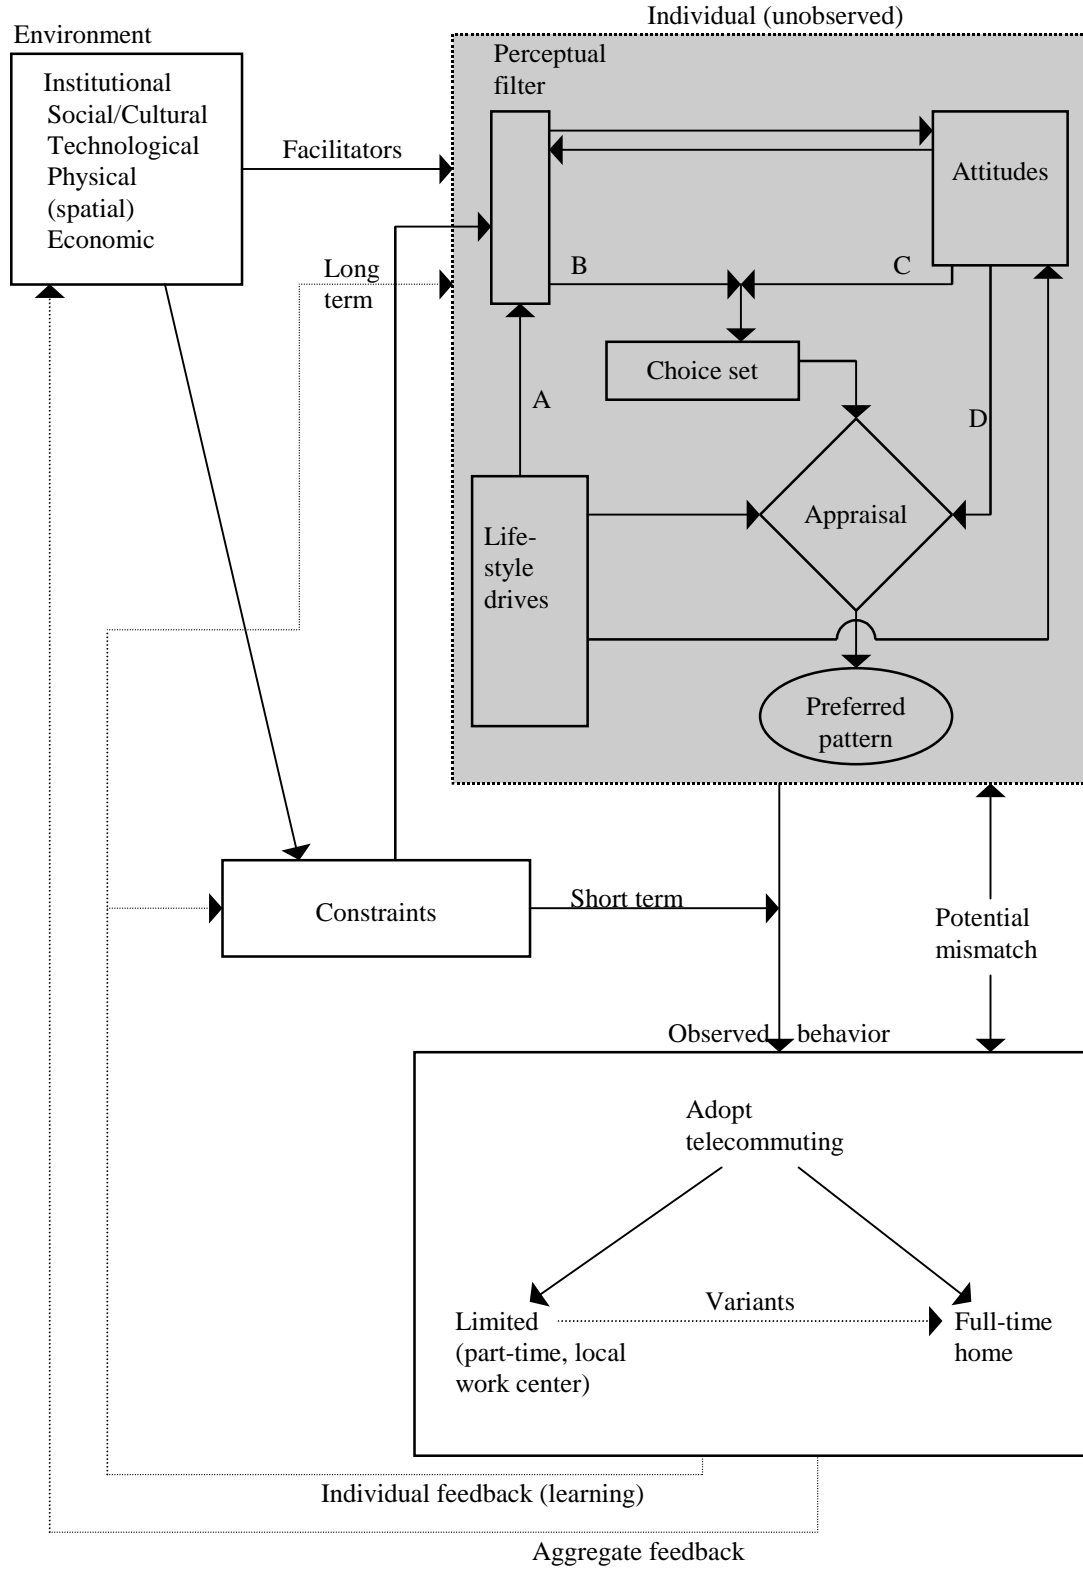 Individual (unobserved)
Environment
Institutional
Social/Cultural
Technological
Physical
(spatial)
Economic
Facilitators
Perceptual
filter
Attitudes
Long
term
B
C
Choice set
A
D
Life-
style
drives
Appraisal
Preferred
pattern
Constraints
Short term
Potential
mismatch
Observed behavior
Adopt
telecommuting
Variants
Limited
(part-time, local
work center)
Full-time
home
Individual feedback (learning)
Aggregate feedback